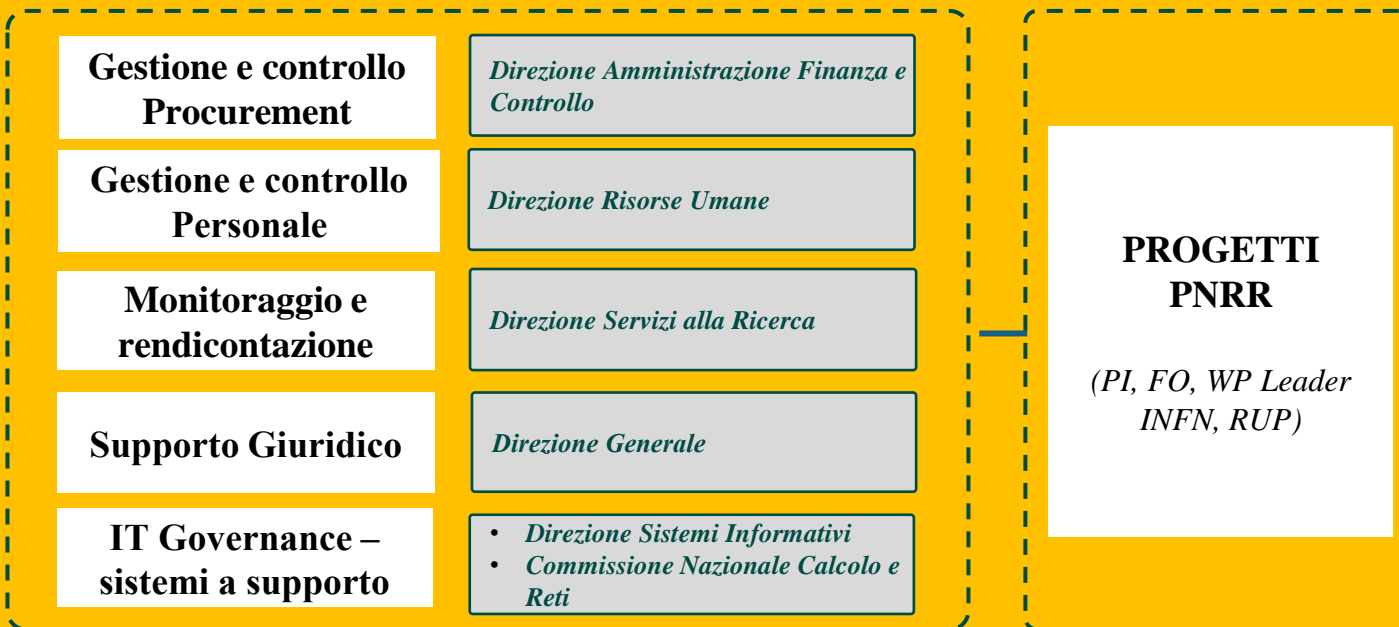 Gestione e controllo
Procurement
Direzione Amministrazione Finanza e
Controllo
Gestione e controllo
Personale
Direzione Risorse Umane
Monitoraggio e
rendicontazione
Direzione Servizi alla Ricerca
Supporto Giuridico
Direzione Generale
IT Governance –
sistemi a supporto
• Direzione Sistemi Informativi
• Commissione Nazionale Calcolo e
Reti
PROGETTI
PNRR
(PI, FO, WP Leader
INFN, RUP)